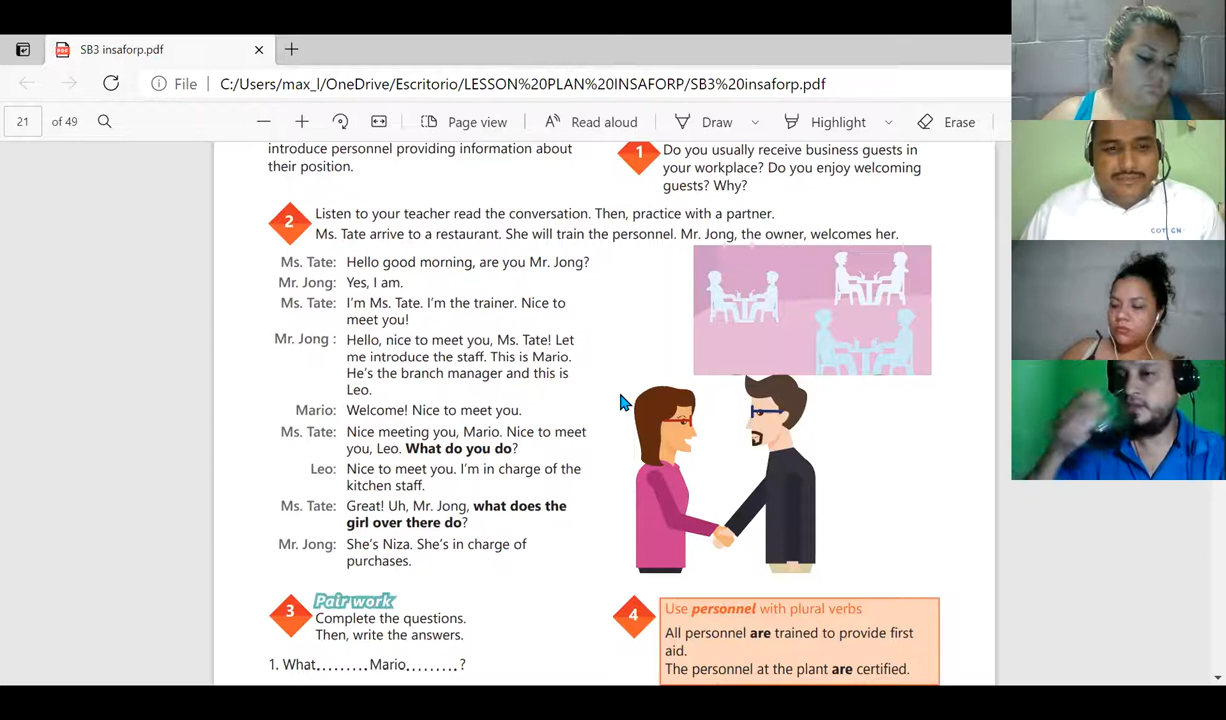 SB3 insaforp.pdf
File
C:/Users/max_l/OneDrive/Escritorio/LESSON%20PLAN%20INSAFORP/SB3%20insaforp.pdf
21 of 49
Page view
Read aloud
Draw
Highlight
Erase
introduce personnel providing information about
their position.
1
Do you usually receive business guests in
your workplace? Do you enjoy welcoming
guests? Why?
2
Listen to your teacher read the conversation. Then, practice with a partner.
Ms. Tate arrive to a restaurant. She will train the personnel. Mr. Jong, the owner, welcomes her.
Ms. Tate: Hello good morning, are you Mr. Jong?
Mr. Jong: Yes, I am.
Ms. Tate: I'm Ms. Tate. I'm the trainer. Nice to
meet you!
Mr. Jong : Hello, nice to meet you, Ms. Tate! Let
me introduce the staff. This is Mario.
He's the branch manager and this is
Leo.
Mario: Welcome! Nice to meet you.
Ms. Tate: Nice meeting you, Mario. Nice to meet
you, Leo. What do you do?
Leo: Nice to meet you. I'm in charge of the
kitchen staff.
Ms. Tate: Great! Uh, Mr. Jong, what does the
girl over there do?
Mr. Jong: She's Niza. She's in charge of
purchases.
3
Pair work
Complete the questions.
Then, write the answers.
1. What.........Mario........?
4
Use personnel with plural verbs
All personnel are trained to provide first
aid.
The personnel at the plant are certified.